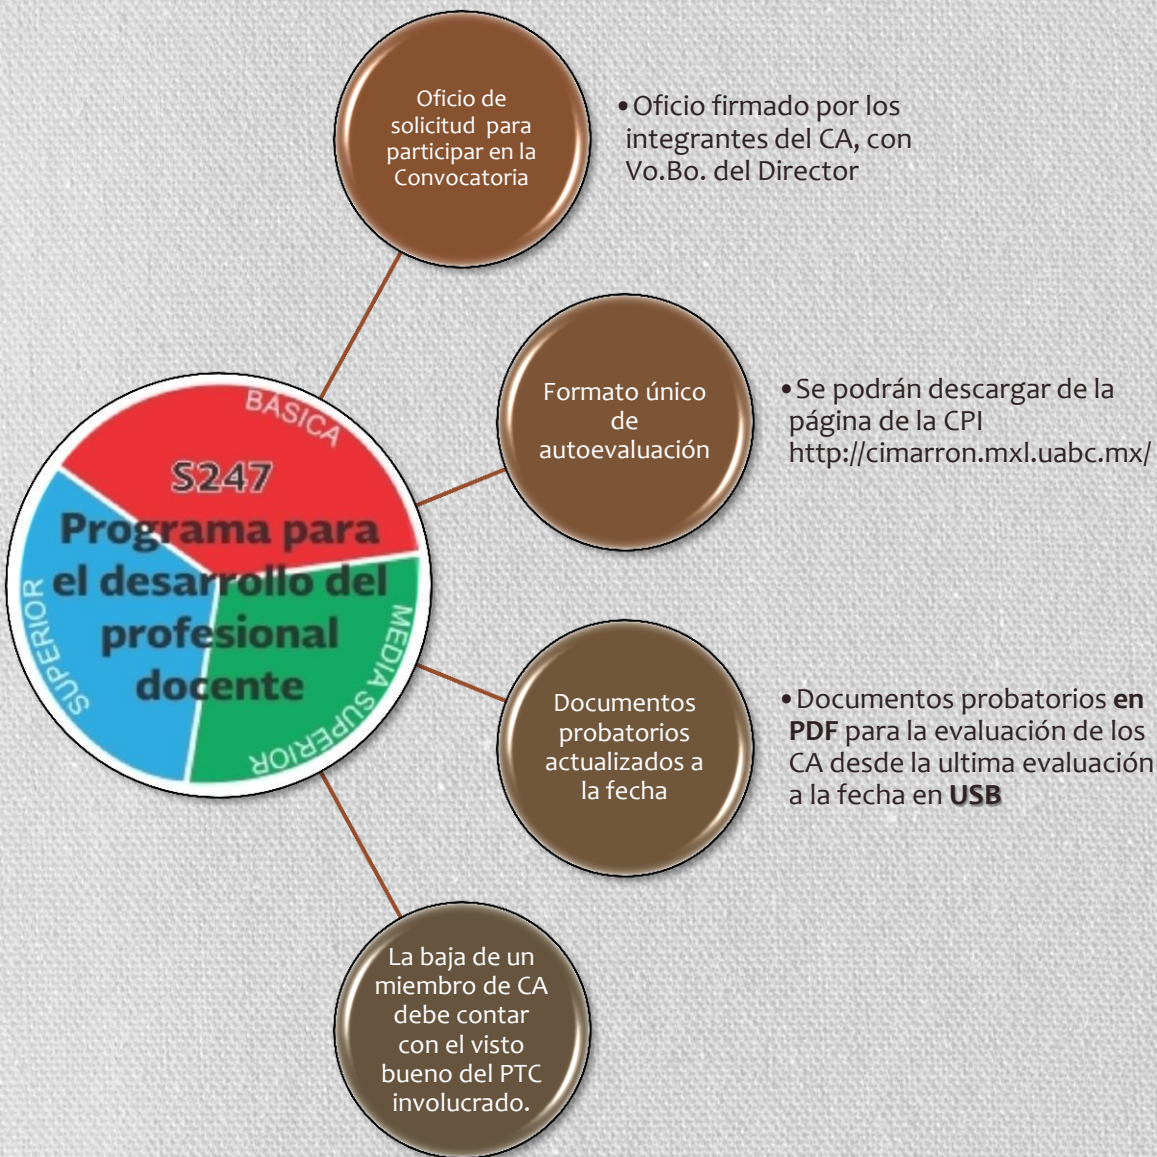 Oficio de
solicitud para
participar en la
Convocatoria
•Oficio firmado por los
integrantes del CA, con
Vo.Bo. del Director
Formato único
de
autoevaluación
•Se podrán descargar de la
página de la CPI
http://cimarron.mxl.uabc.mx/
BASICA
S247
Programa para
el desarrollo del
profesional
docente
SUPERIOR
MEDIA SUPERIOR
Documentos
probatorios
actualizados a
la fecha
•Documentos probatorios en
PDF para la evaluación de los
CA desde la ultima evaluación
a la fecha en USB
La baja de un
miembro de CA
debe contar
con el visto
bueno del PTC
involucrado.